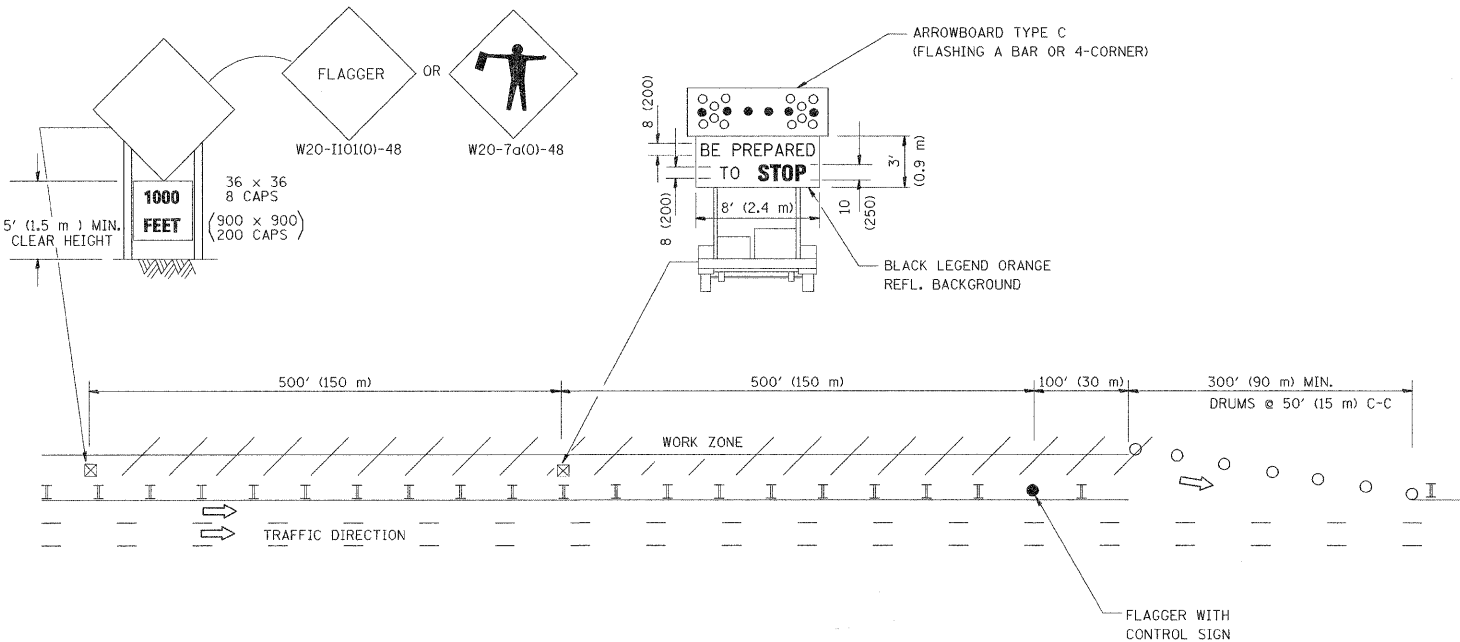 ARROWBOARD TYPE C
(FLASHING A BAR OR 4-CORNER)
FLAGGER
OR
W20-I101(O)-48
W20-7a(O)-48
1000
FEET
36 x 36
8 CAPS
(900 x 900
200 CAPS)
5' (1.5 m ) MIN.
CLEAR HEIGHT
8 (200)
8 (200)
BE PREPARED
TO STOP
3'
(0.9 m)
10
(250)
8' (2.4 m)
BLACK LEGEND ORANGE
REFL. BACKGROUND
500' (150 m)
500' (150 m)
100' (30 m)
300' (90 m) MIN.
DRUMS @ 50' (15 m) C-C
WORK ZONE
TRAFFIC DIRECTION
FLAGGER WITH
CONTROL SIGN